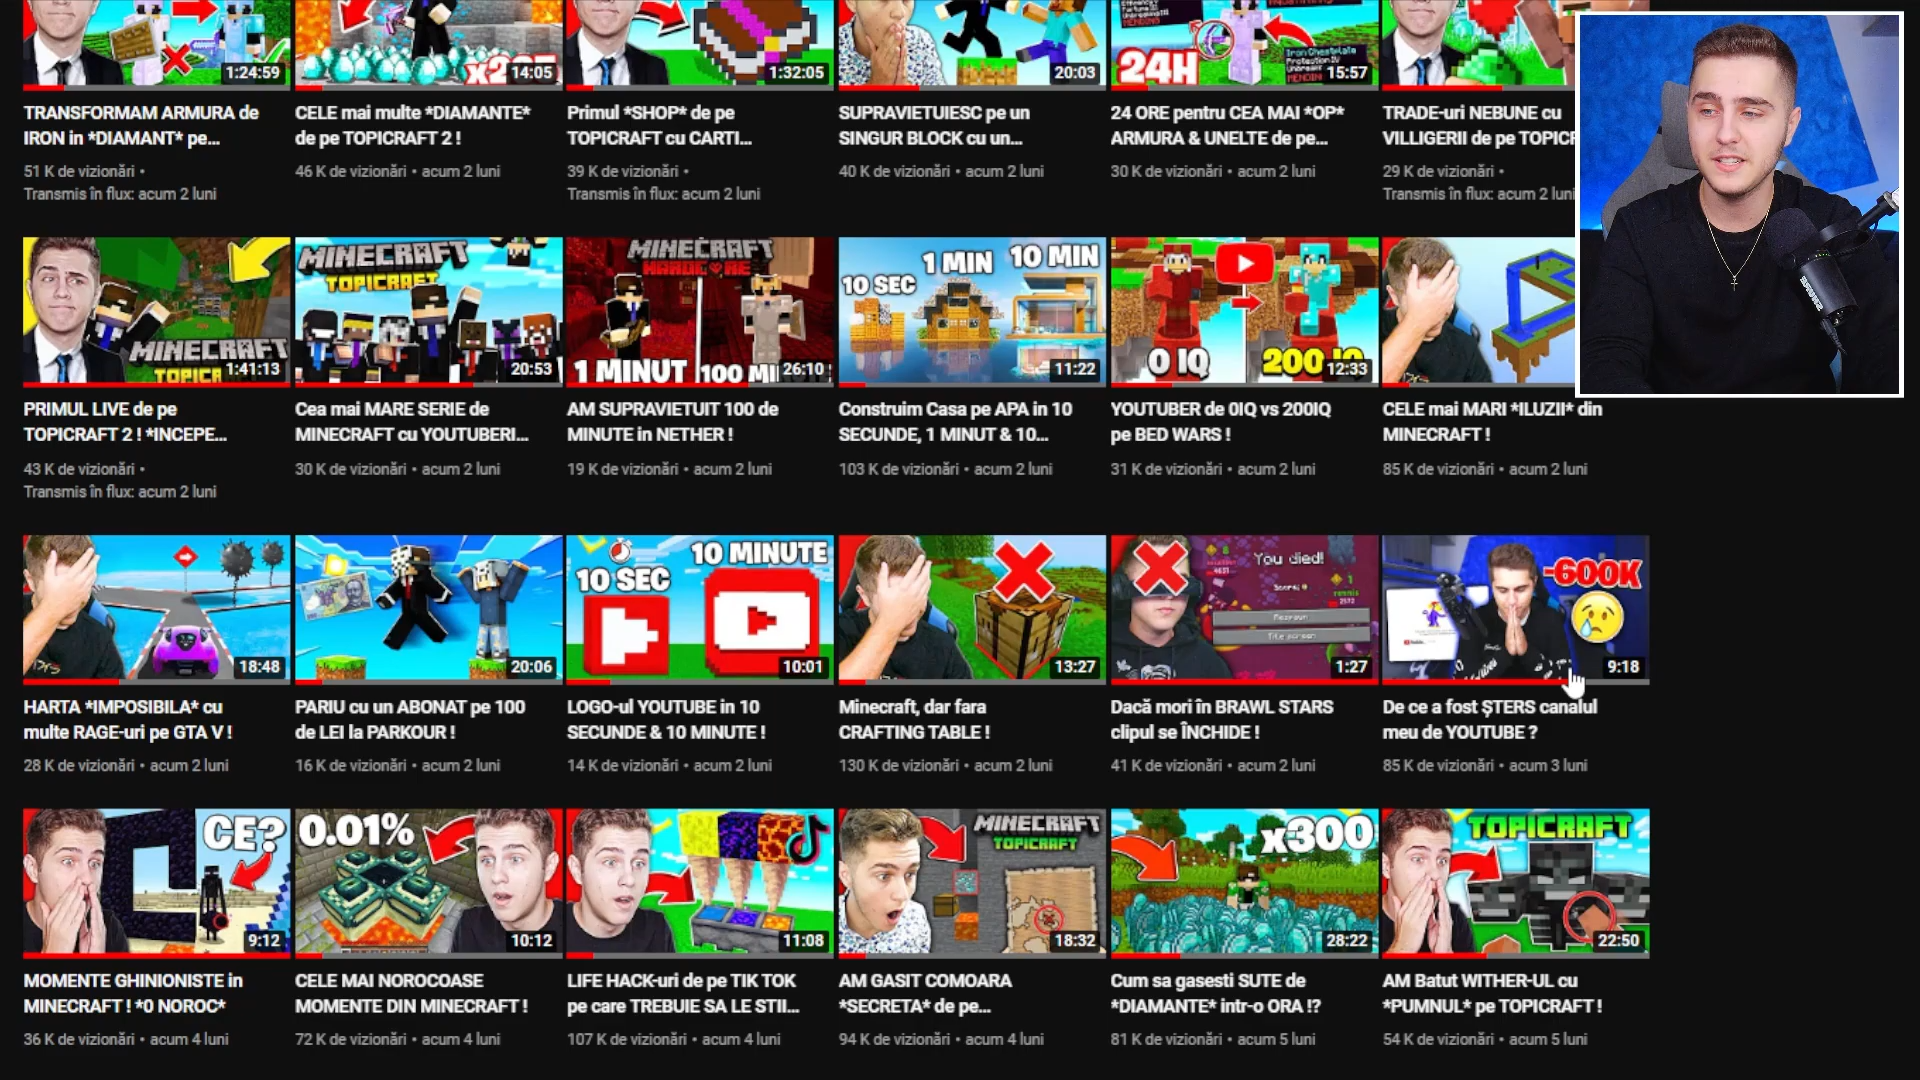 1:24:59
x2
14:05
1:32:05
20:03
24H
15:57
TRANSFORMAM ARMURA de
IRON in *DIAMANT* pe...
51 K de vizionări •
Transmis în flux: acum 2 luni
CELE mai multe *DIAMANTE*
de pe TOPICRAFT 2 !
46 K de vizionări • acum 2 luni
Primul *SHOP* de pe
TOPICRAFT cu CARTI...
39 K de vizionări •
Transmis în flux: acum 2 luni
SUPRAVIETUIESC pe un
SINGUR BLOCK cu un...
40 K de vizionări • acum 2 luni
24 ORE pentru CEA MAI *OP*
ARMURA & UNELTE de pe...
30 K de vizionări • acum 2 luni
TRADE-uri NEBUNE cu
VILLIGERII de pe TOPICR
29 K de vizionări •
Transmis în flux: acum 2 luni
MINECRAFT
1:41:13
MINECRAFT
TOPICRAFT
20:53
MINECRAFT
1 MINUT
100 MI
26:10
10 SEC
1 MIN
10 MIN
11:22
0 IQ
200 IQ
12:33
PRIMUL LIVE de pe
TOPICRAFT 2 ! *INCEPE...
43 K de vizionări •
Transmis în flux: acum 2 luni
Cea mai MARE SERIE de
MINECRAFT cu YOUTUBERI...
30 K de vizionări • acum 2 luni
AM SUPRAVIETUIT 100 de
MINUTE in NETHER !
19 K de vizionări • acum 2 luni
Construim Casa pe APA in 10
SECUNDE, 1 MINUT & 10...
103 K de vizionări • acum 2 luni
YOUTUBER de 0IQ vs 200IQ
pe BED WARS !
31 K de vizionări • acum 2 luni
CELE mai MARI *ILUZII* din
MINECRAFT !
85 K de vizionări • acum 2 luni
18:48
20:06
10 SEC
10 MINUTE
10:01
13:27
You died!
Respawn
Title screen
1:27
-600K
9:18
HARTA *IMPOSIBILA* cu
multe RAGE-uri pe GTA V !
28 K de vizionări • acum 2 luni
PARIU cu un ABONAT pe 100
de LEI la PARKOUR !
16 K de vizionări • acum 2 luni
LOGO-ul YOUTUBE in 10
SECUNDE & 10 MINUTE !
14 K de vizionări • acum 2 luni
Minecraft, dar fara
CRAFTING TABLE !
130 K de vizionări • acum 2 luni
Dacă mori în BRAWL STARS
clipul se ÎNCHIDE !
41 K de vizionări • acum 2 luni
De ce a fost ȘTERS canalul
meu de YOUTUBE ?
85 K de vizionări • acum 3 luni
CE?
9:12
0.01%
10:12
11:08
MINECRAFT
TOPICRAFT
18:32
x300
28:22
TOPICRAFT
22:50
MOMENTE GHINIONISTE in
MINECRAFT ! *0 NOROC*
36 K de vizionări • acum 4 luni
CELE MAI NOROCOASE
MOMENTE DIN MINECRAFT !
72 K de vizionări • acum 4 luni
LIFE HACK-uri de pe TIK TOK
pe care TREBUIE SA LE STII...
107 K de vizionări • acum 4 luni
AM GASIT COMOARA
*SECRETA* de pe...
94 K de vizionări • acum 4 luni
Cum sa gasesti SUTE de
*DIAMANTE* intr-o ORA !?
81 K de vizionări • acum 5 luni
AM Batut WITHER-UL cu
*PUMNUL* pe TOPICRAFT !
54 K de vizionări • acum 5 luni